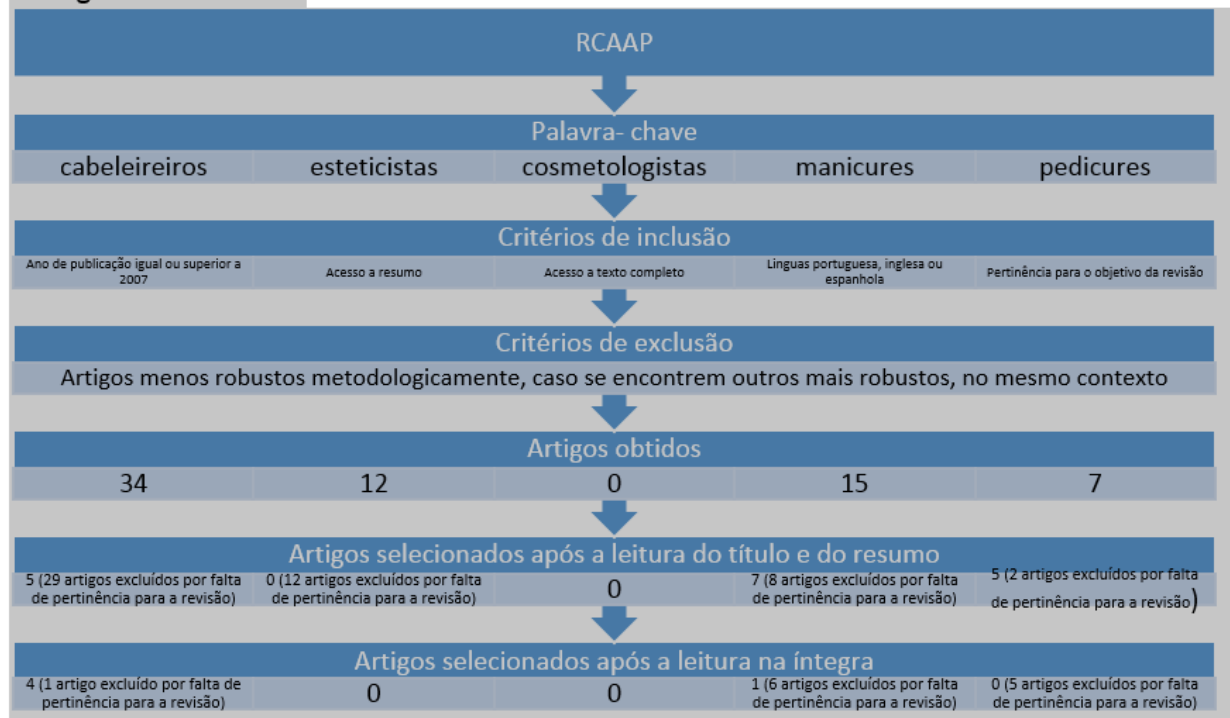 RCAAP
Palavra- chave
cabeleireiros esteticistas cosmetologistas manicures pedicures
Critérios de inclusão
Ano de publicação igual ou superior a
2007
Acesso a resumo
Acesso a texto completo
Linguas portuguesa, inglesa ou
espanhola
Pertinência para o objetivo da revisão
Critérios de exclusão
Artigos menos robustos metodologicamente, caso se encontrem outros mais robustos, no mesmo contexto
Artigos obtidos
34 12 0 15 7
Artigos selecionados após a leitura do título e do resumo
5 (29 artigos excluídos por falta
de pertinência para a revisão)
0 (12 artigos excluídos por falta
de pertinência para a revisão)
0
7 (8 artigos excluídos por falta
de pertinência para a revisão)
5 (2 artigos excluídos por falta
de pertinência para a revisão)
Artigos selecionados após a leitura na íntegra
4 (1 artigo excluído por falta de
pertinência para a revisão)
0
0
1 (6 artigos excluídos por falta
de pertinência para a revisão)
0 (5 artigos excluídos por falta
de pertinência para a revisão)